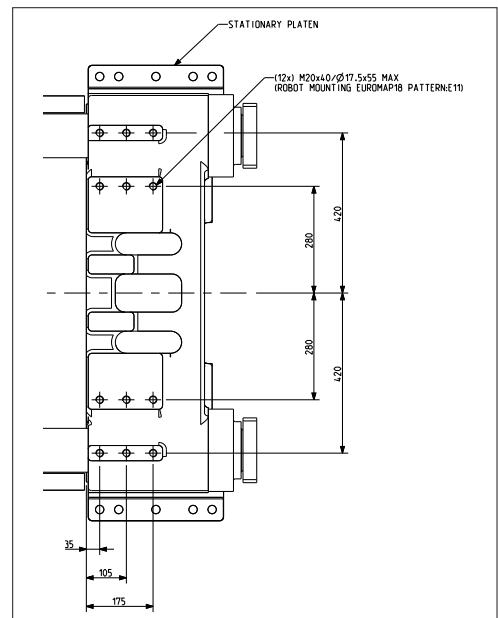 STATIONARY PLATEN
(12x) M20x40/Ø17.5x55 MAX
(ROBOT MOUNTING EUROMAP18 PATTERN:E11)
420
280
280
420
35
105
175